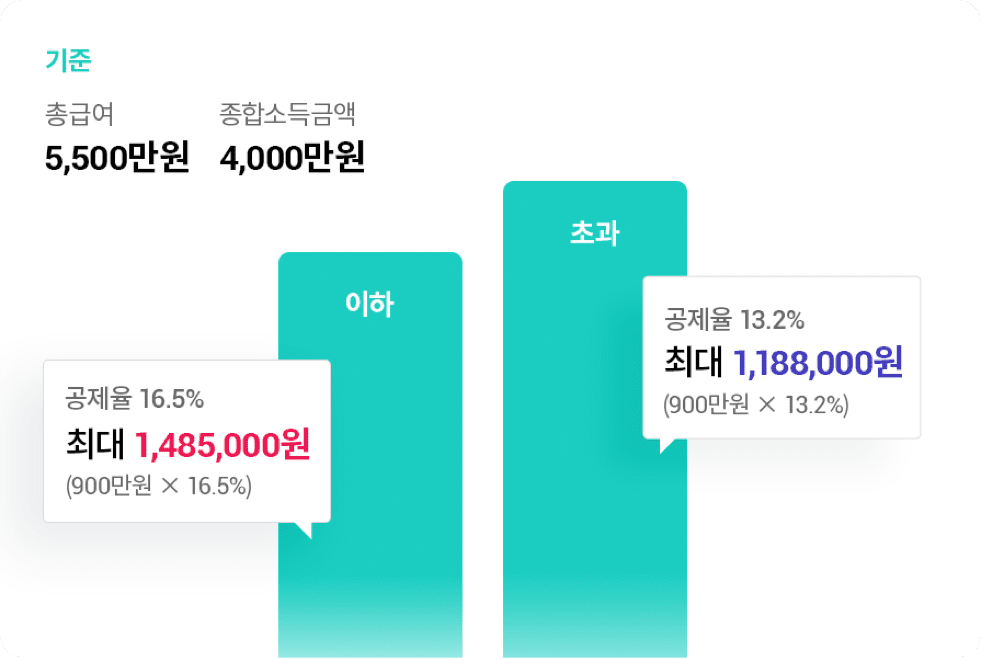 기준
총급여 종합소득금액
5,500만원 4,000만원
초과
이하
공제율 13.2%
최대 1,188,000원
(900만원 × 13.2%)
공제율 16.5%
최대 1,485,000원
(900만원 × 16.5%)